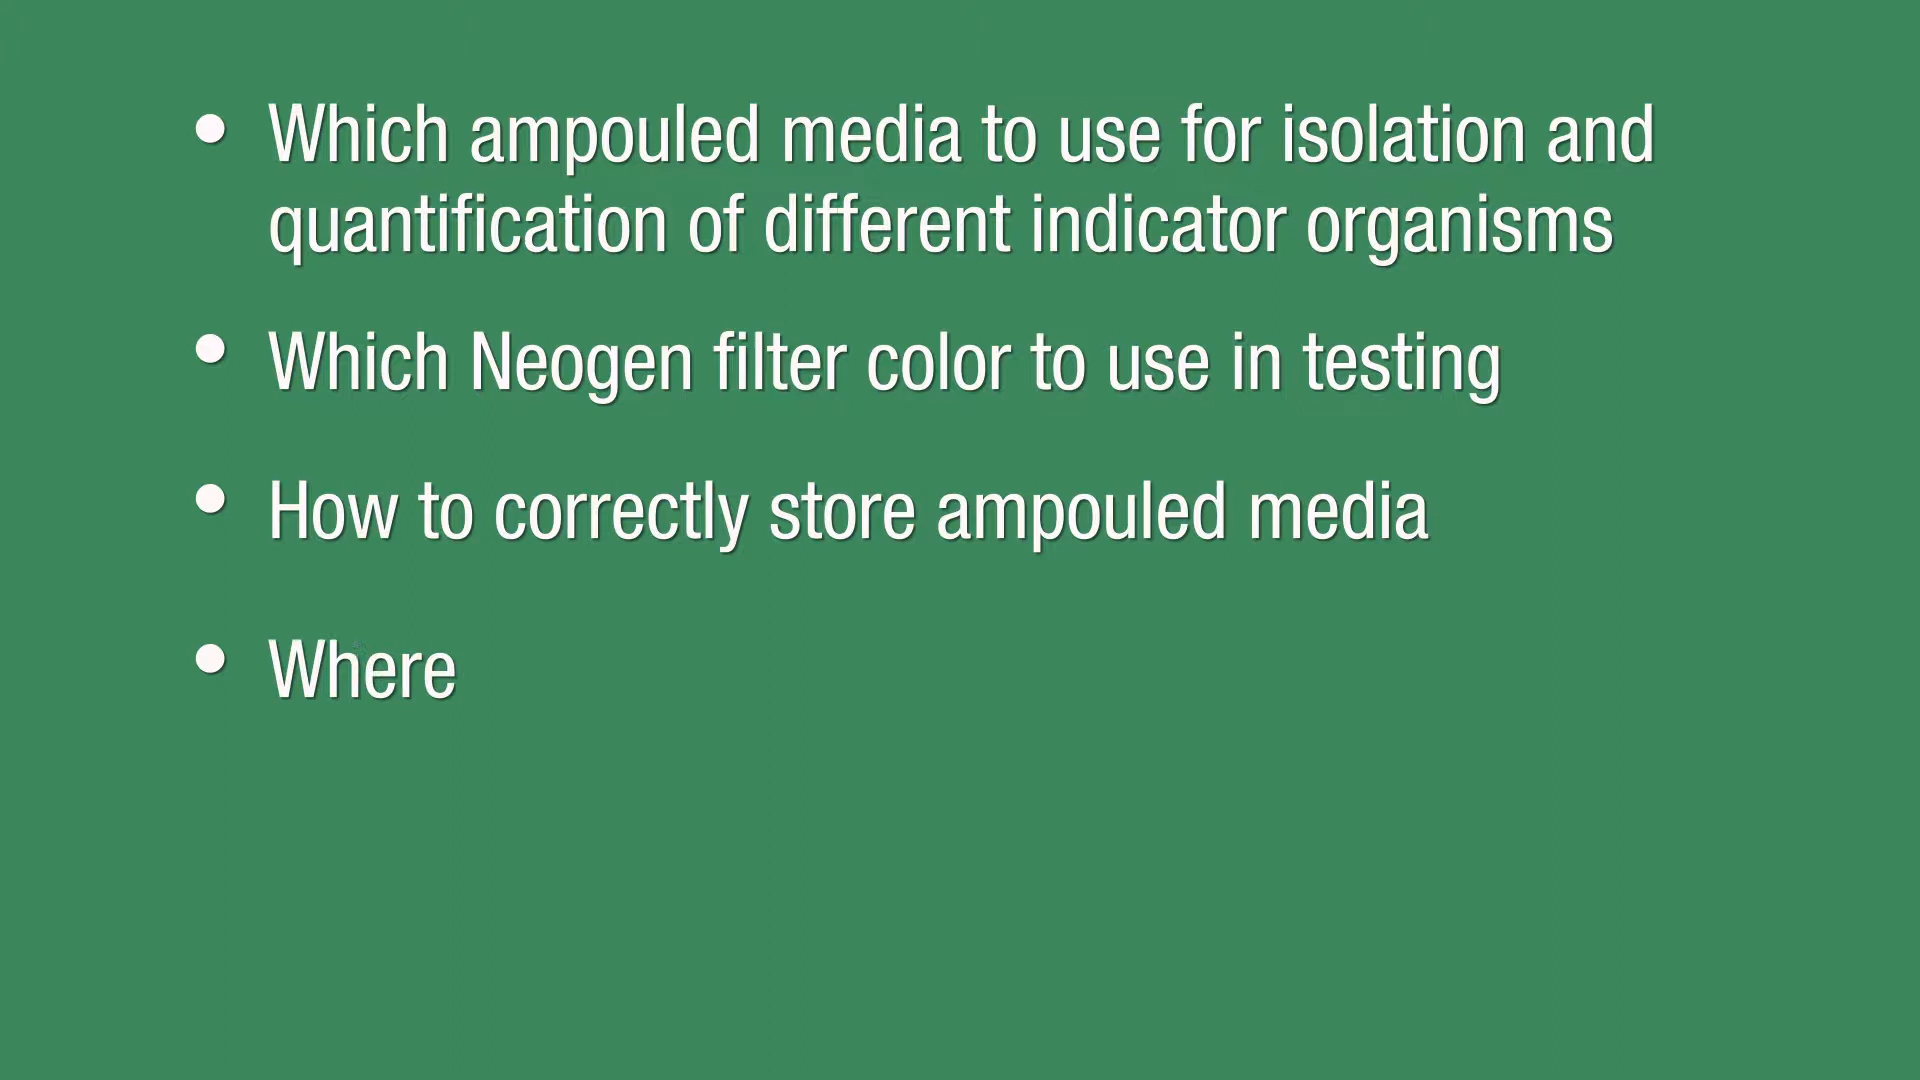 • Which ampouled media to use for isolation and
quantification of different indicator organisms
• Which Neogen filter color to use in testing
• How to correctly store ampouled media
• Where